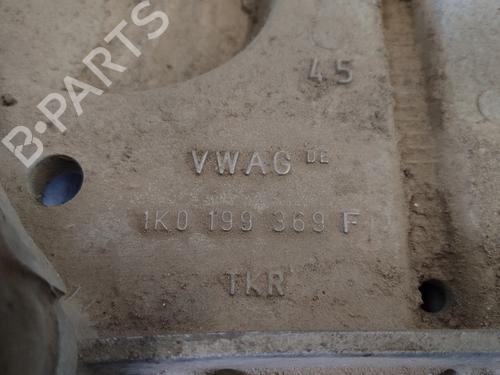 B-PARTS
45
VWAG DE
1K0 199 369 F
TKR